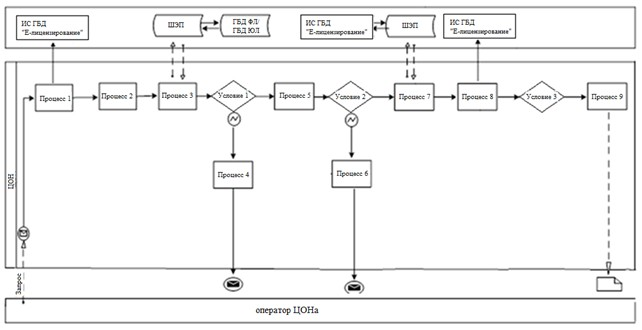 ИС ГБД
"Е-лицензирование"
ШЭП
ГБД ФЛ/
ГБД ЮЛ
ИС ГБД
"Е-лицензирование"
ШЭП
ИС ГБД
"Е-лицензирование"
ЦОН
Процесс 1
Процесс 2
Процесс 3
Условие 1
Процесс 5
Условие 2
Процесс 7
Процесс 8
Условие 3
Процесс 9
Процесс 4
Процесс 6
Запрос
оператор ЦОНа